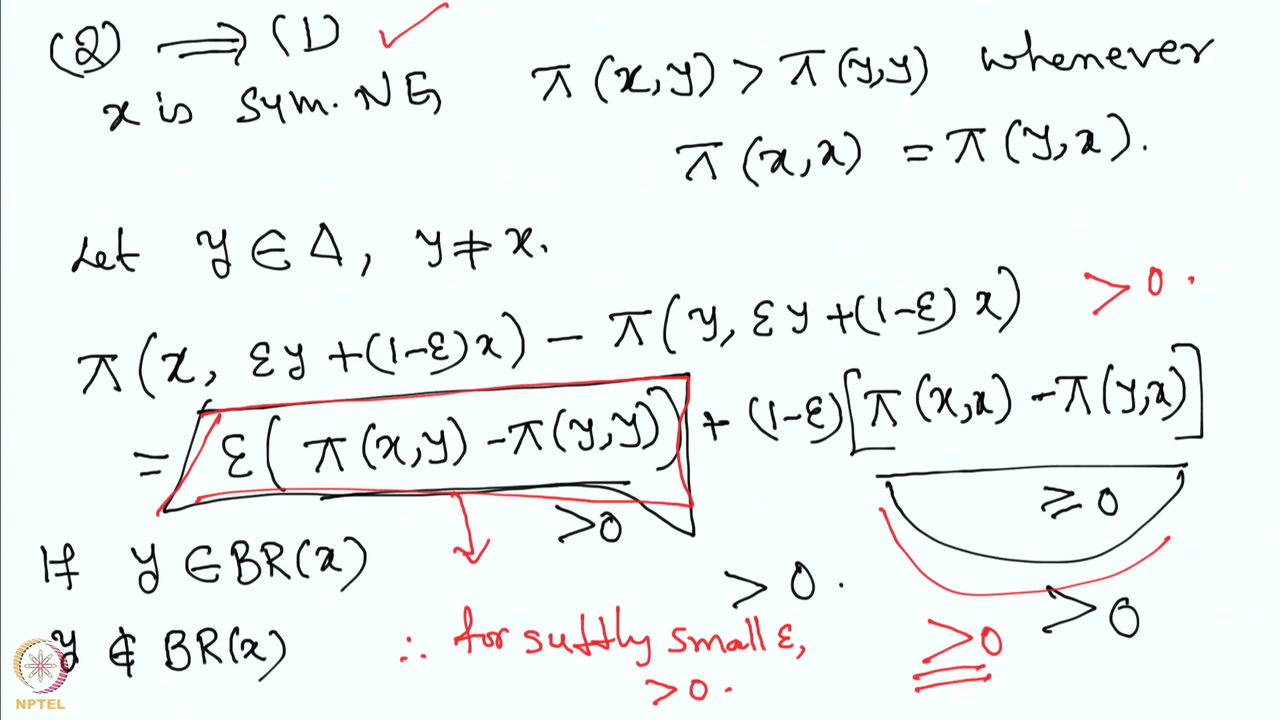 (2) ⟹ (1) ✓
x is Sym. NE, π(x,y) > π(y,y) whenever
π(x,x) = π(y,x).
Let y ∈ Δ, y ≠ x.
π(x, εy + (1-ε)x) - π(y, εy + (1-ε)x) > 0.
= ε(π(x,y) - π(y,y)) + (1-ε)[π(x,x) - π(y,x)]
>0 ≥ 0
If y ∈ BR(x) > 0. > 0
y ∉ BR(x) ∴ for suffly small ε, >0
>0.
NPTEL